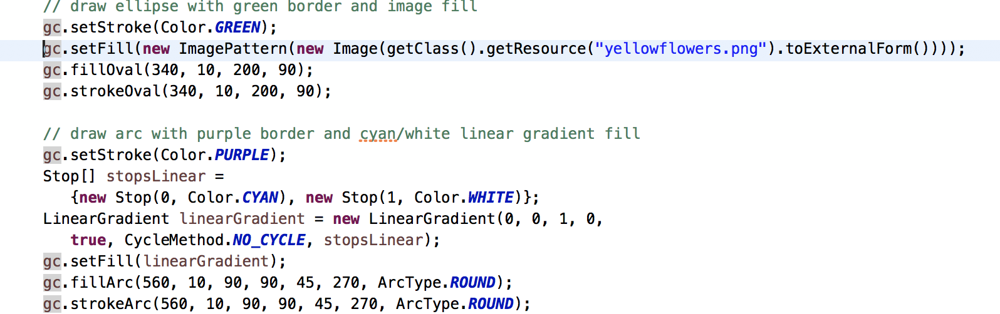 // draw ellipse with green border and image fill
gc.setStroke(Color.GREEN);
gc.setFill(new ImagePattern(new Image(getClass().getResource("yellowflowers.png").toExternalForm())));
gc.fillOval(340, 10, 200, 90);
gc.strokeOval(340, 10, 200, 90);

// draw arc with purple border and cyan/white linear gradient fill
gc.setStroke(Color.PURPLE);
Stop[] stopsLinear =
   {new Stop(0, Color.CYAN), new Stop(1, Color.WHITE)};
LinearGradient linearGradient = new LinearGradient(0, 0, 1, 0,
   true, CycleMethod.NO_CYCLE, stopsLinear);
gc.setFill(linearGradient);
gc.fillArc(560, 10, 90, 90, 45, 270, ArcType.ROUND);
gc.strokeArc(560, 10, 90, 90, 45, 270, ArcType.ROUND);